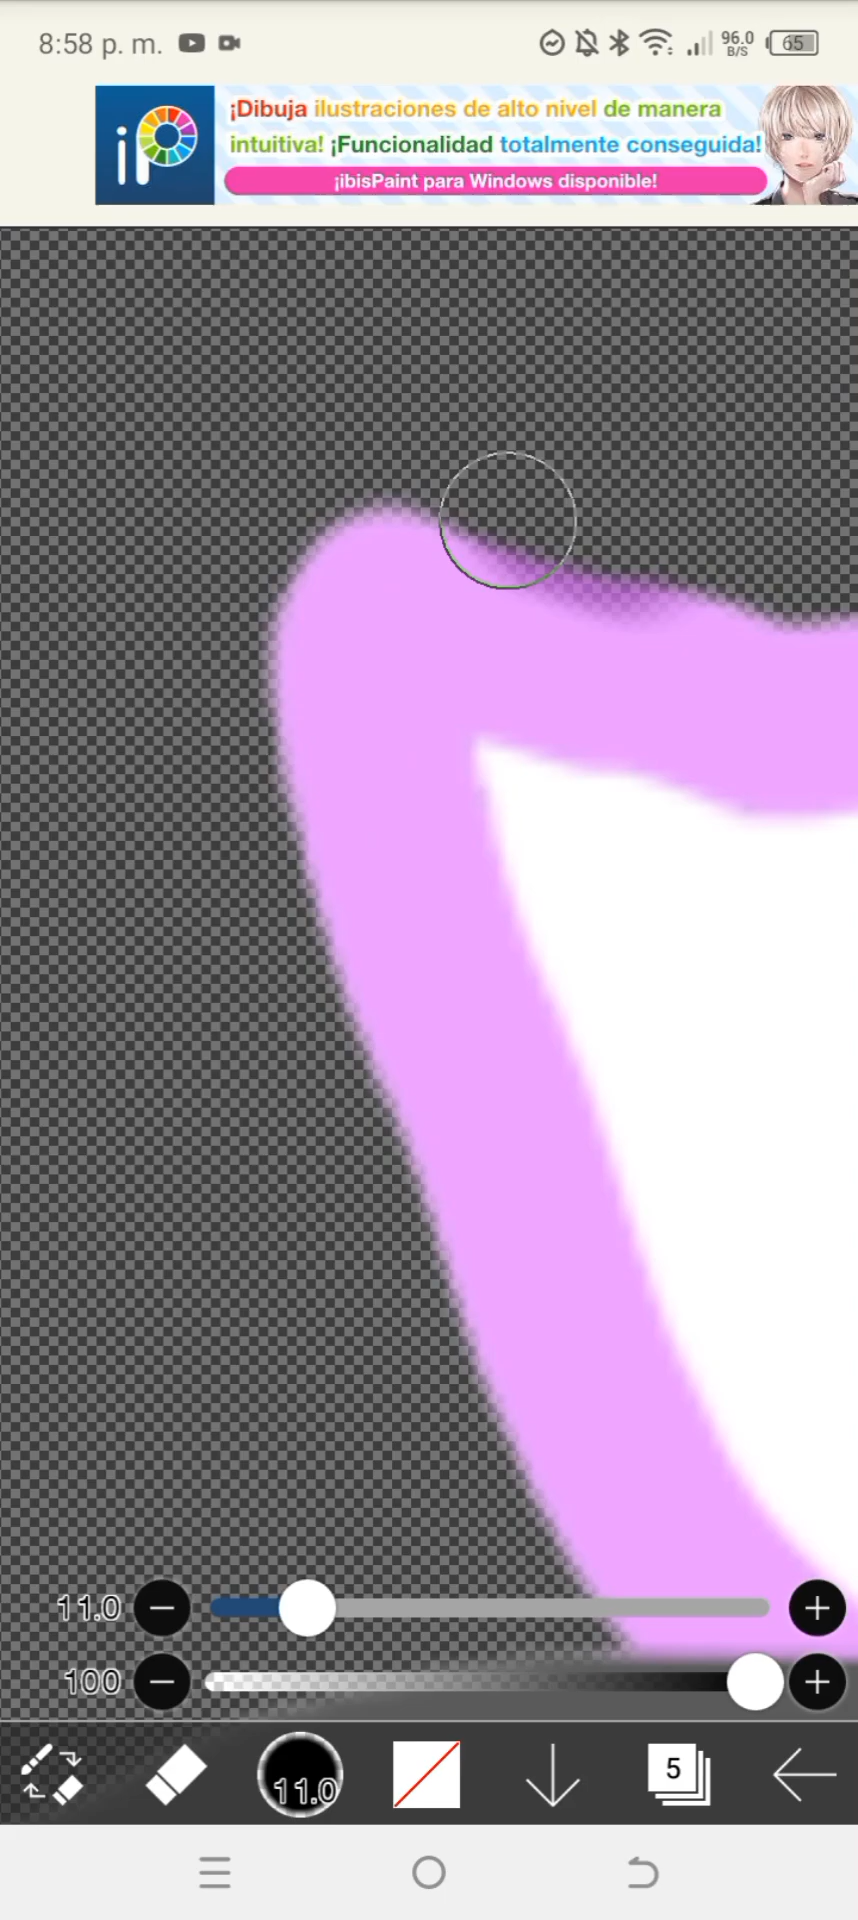 8:58 p. m.
96.0
B/S
65
iP
¡Dibuja ilustraciones de alto nivel de manera
intuitiva! ¡Funcionalidad totalmente conseguida!
¡ibisPaint para Windows disponible!
11.0
100
11.0
5